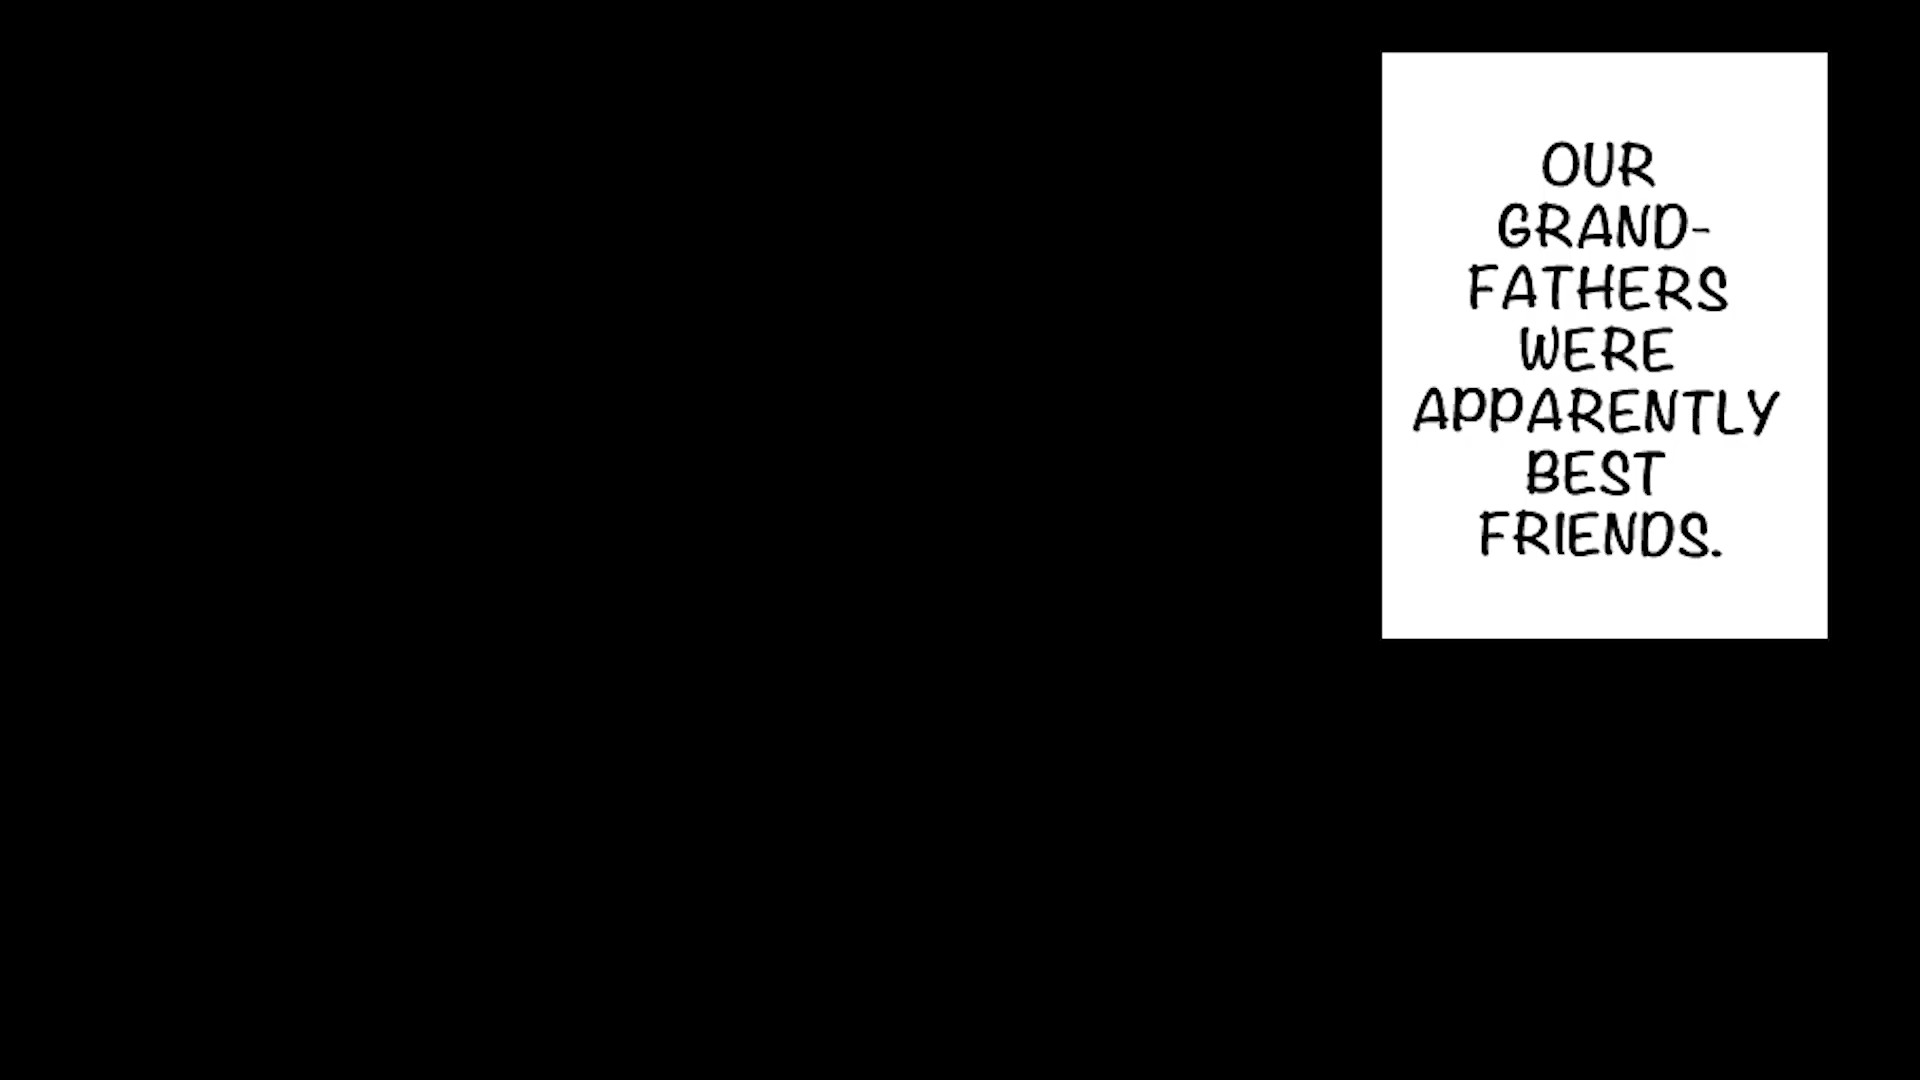 OUR
GRAND-
FATHERS
WERE
APPARENTLY
BEST
FRIENDS.